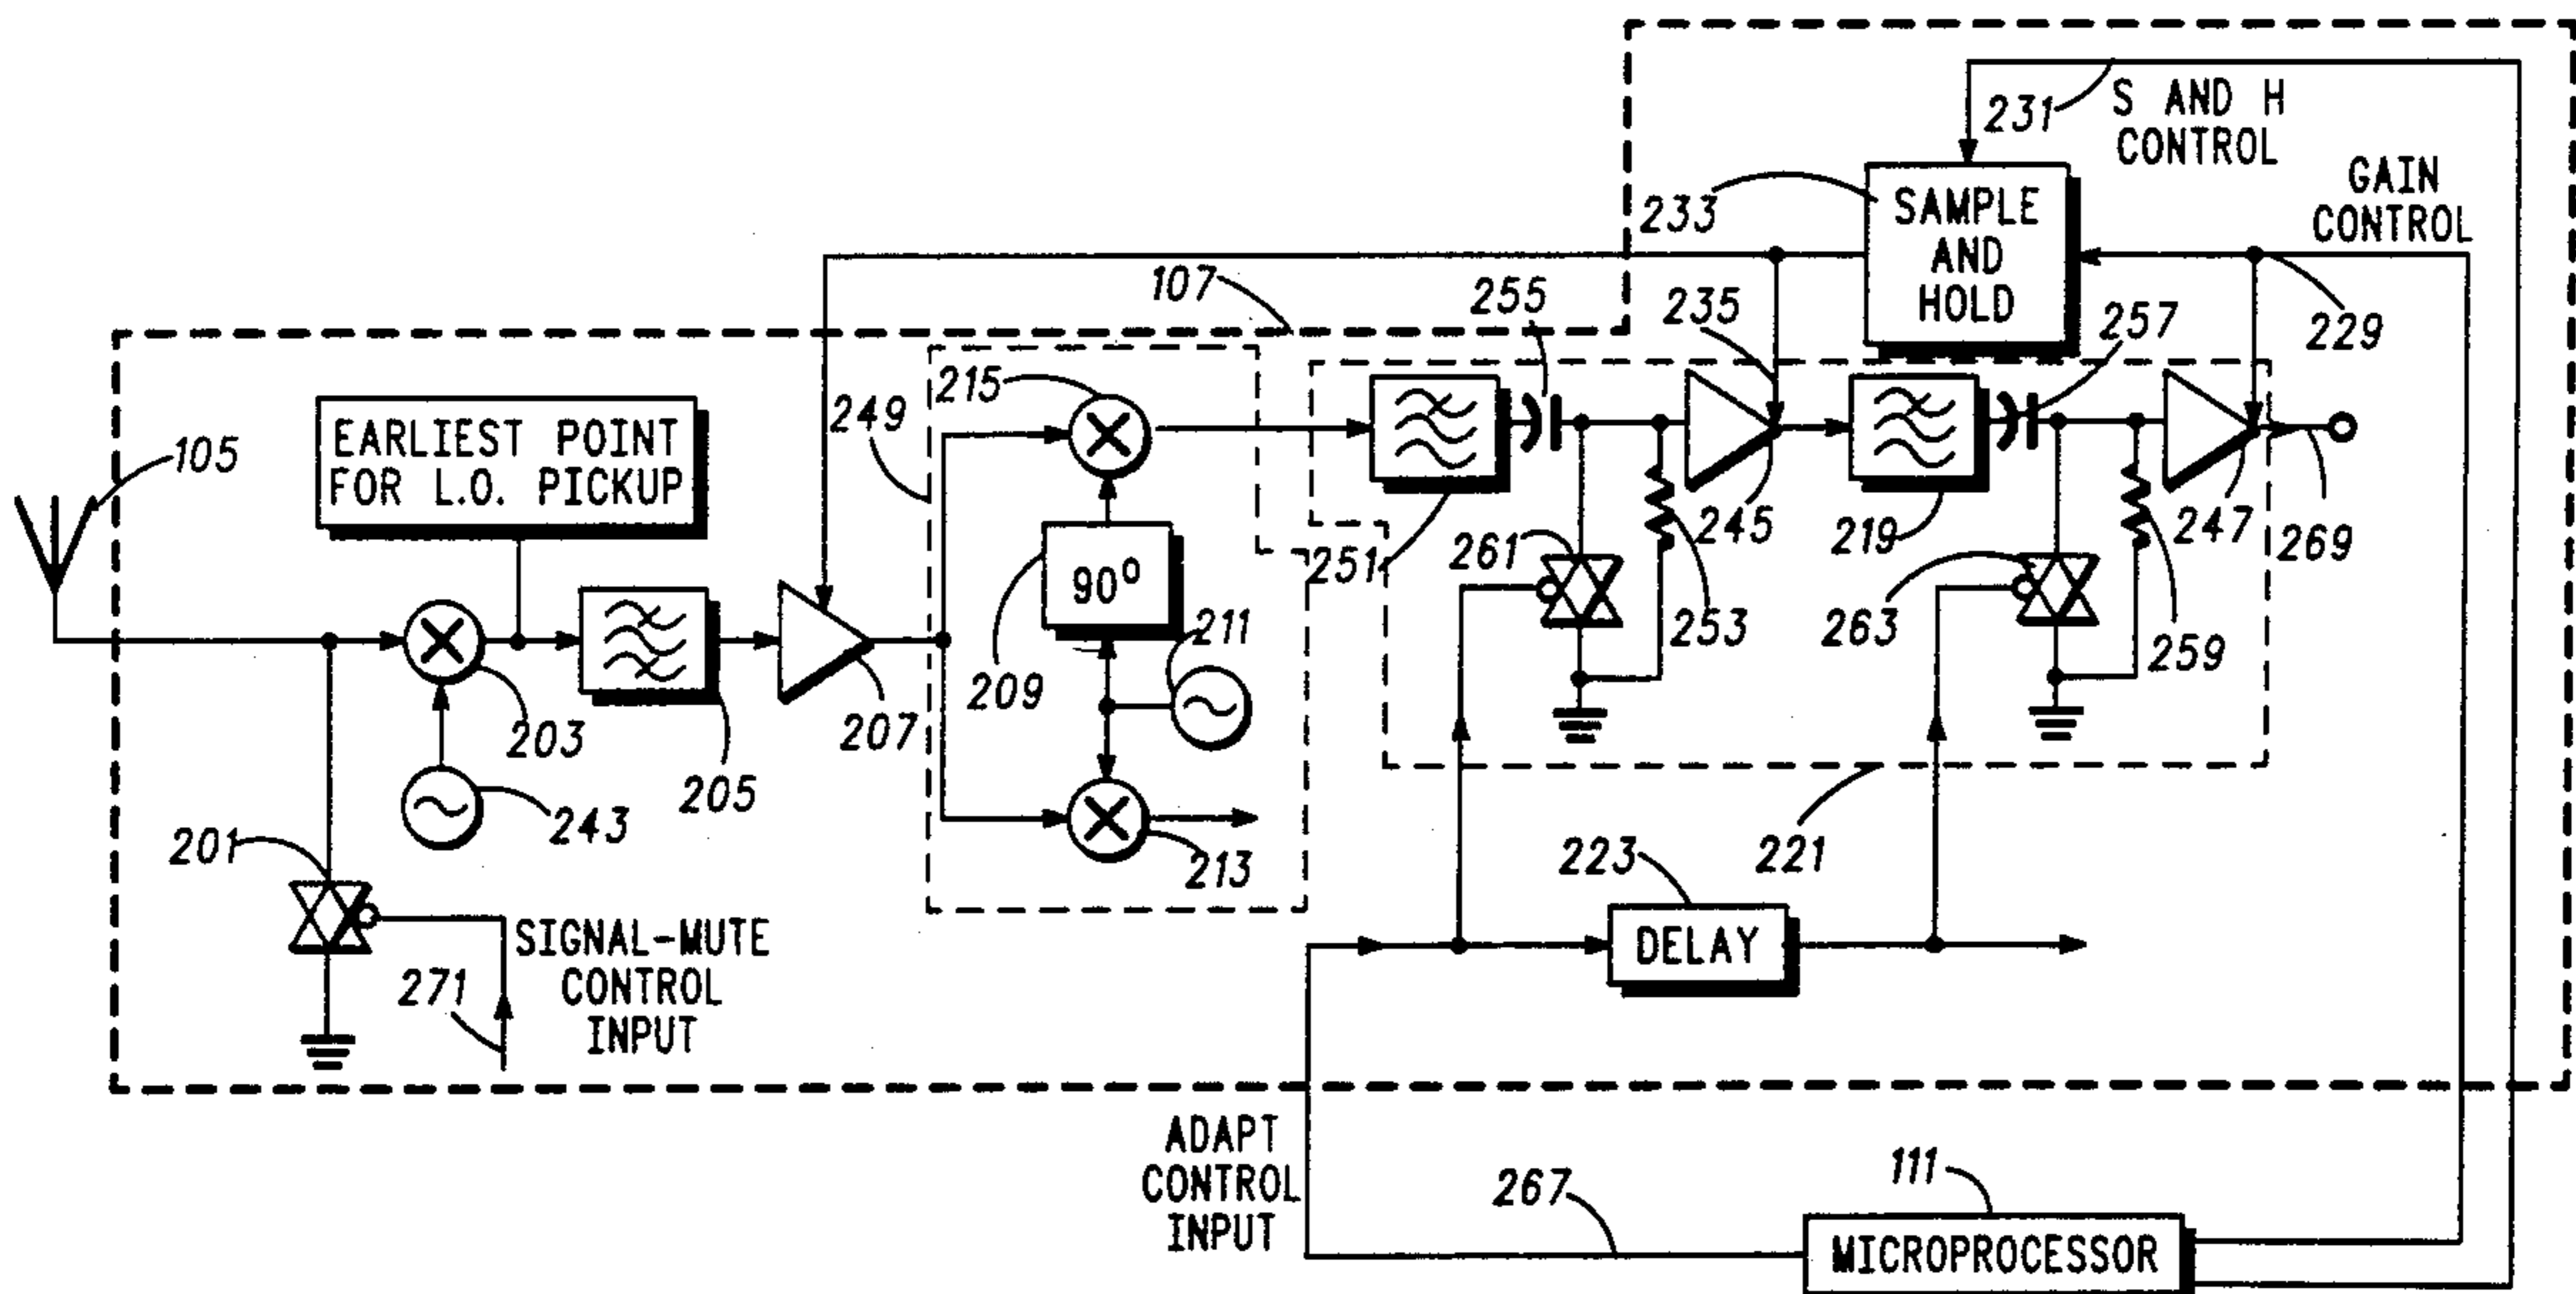 231
S AND H
CONTROL
233
SAMPLE
AND
HOLD
GAIN
CONTROL
229
107
255
235
257
215
249
105
EARLIEST POINT
FOR L.O. PICKUP
251
261
245
219
247
269
209
90°
211
253
263
259
203
205
207
243
201
213
223
221
SIGNAL-MUTE
CONTROL
INPUT
271
DELAY
ADAPT
CONTROL
INPUT
267
111
MICROPROCESSOR